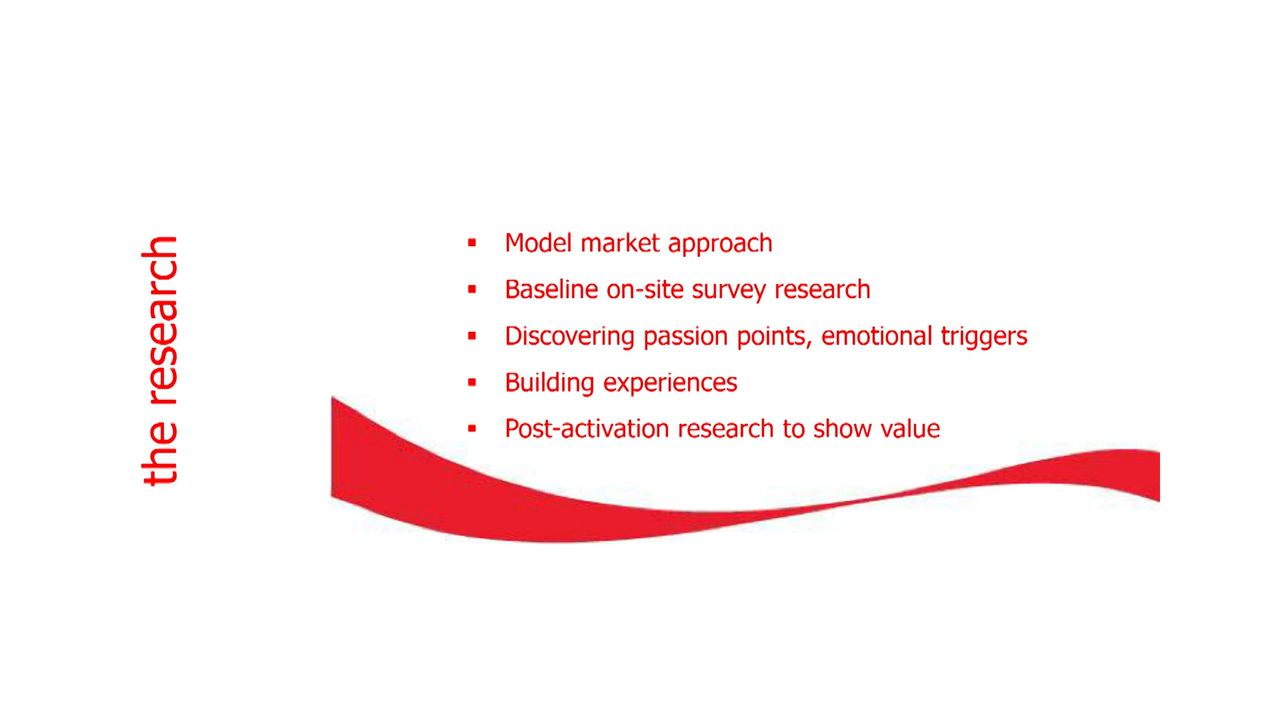 the research
▪ Model market approach
▪ Baseline on-site survey research
▪ Discovering passion points, emotional triggers
▪ Building experiences
▪ Post-activation research to show value